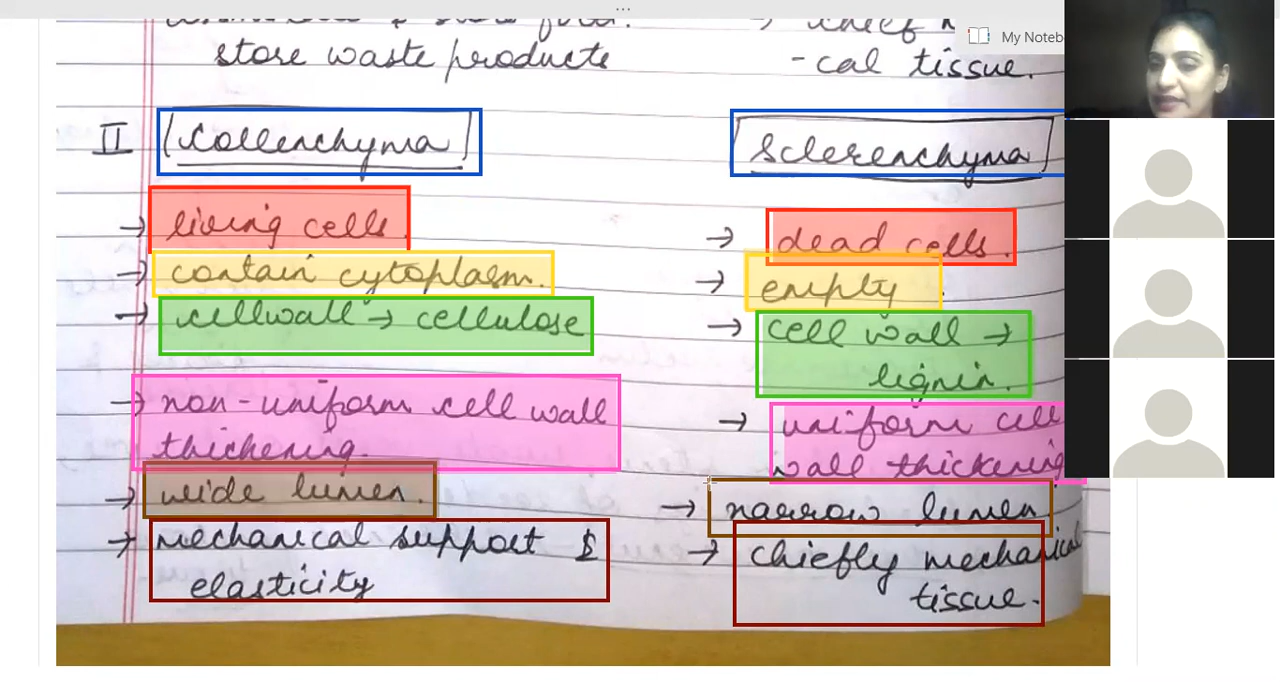 ...
My Noteb
store waste products
-cal tissue.
II Collenchyma
Sclerenchyma
→ living cells.
→ contain cytoplasm.
→ cellwall → cellulose
→ non-uniform cell wall
thickening.
→ wide lumen.
→ mechanical support &
elasticity
→ dead cells.
→ empty.
→ cell wall →
lignin.
→ uniform cell
wall thickening
→ narrow lumen
→ chiefly mechanical
tissue.